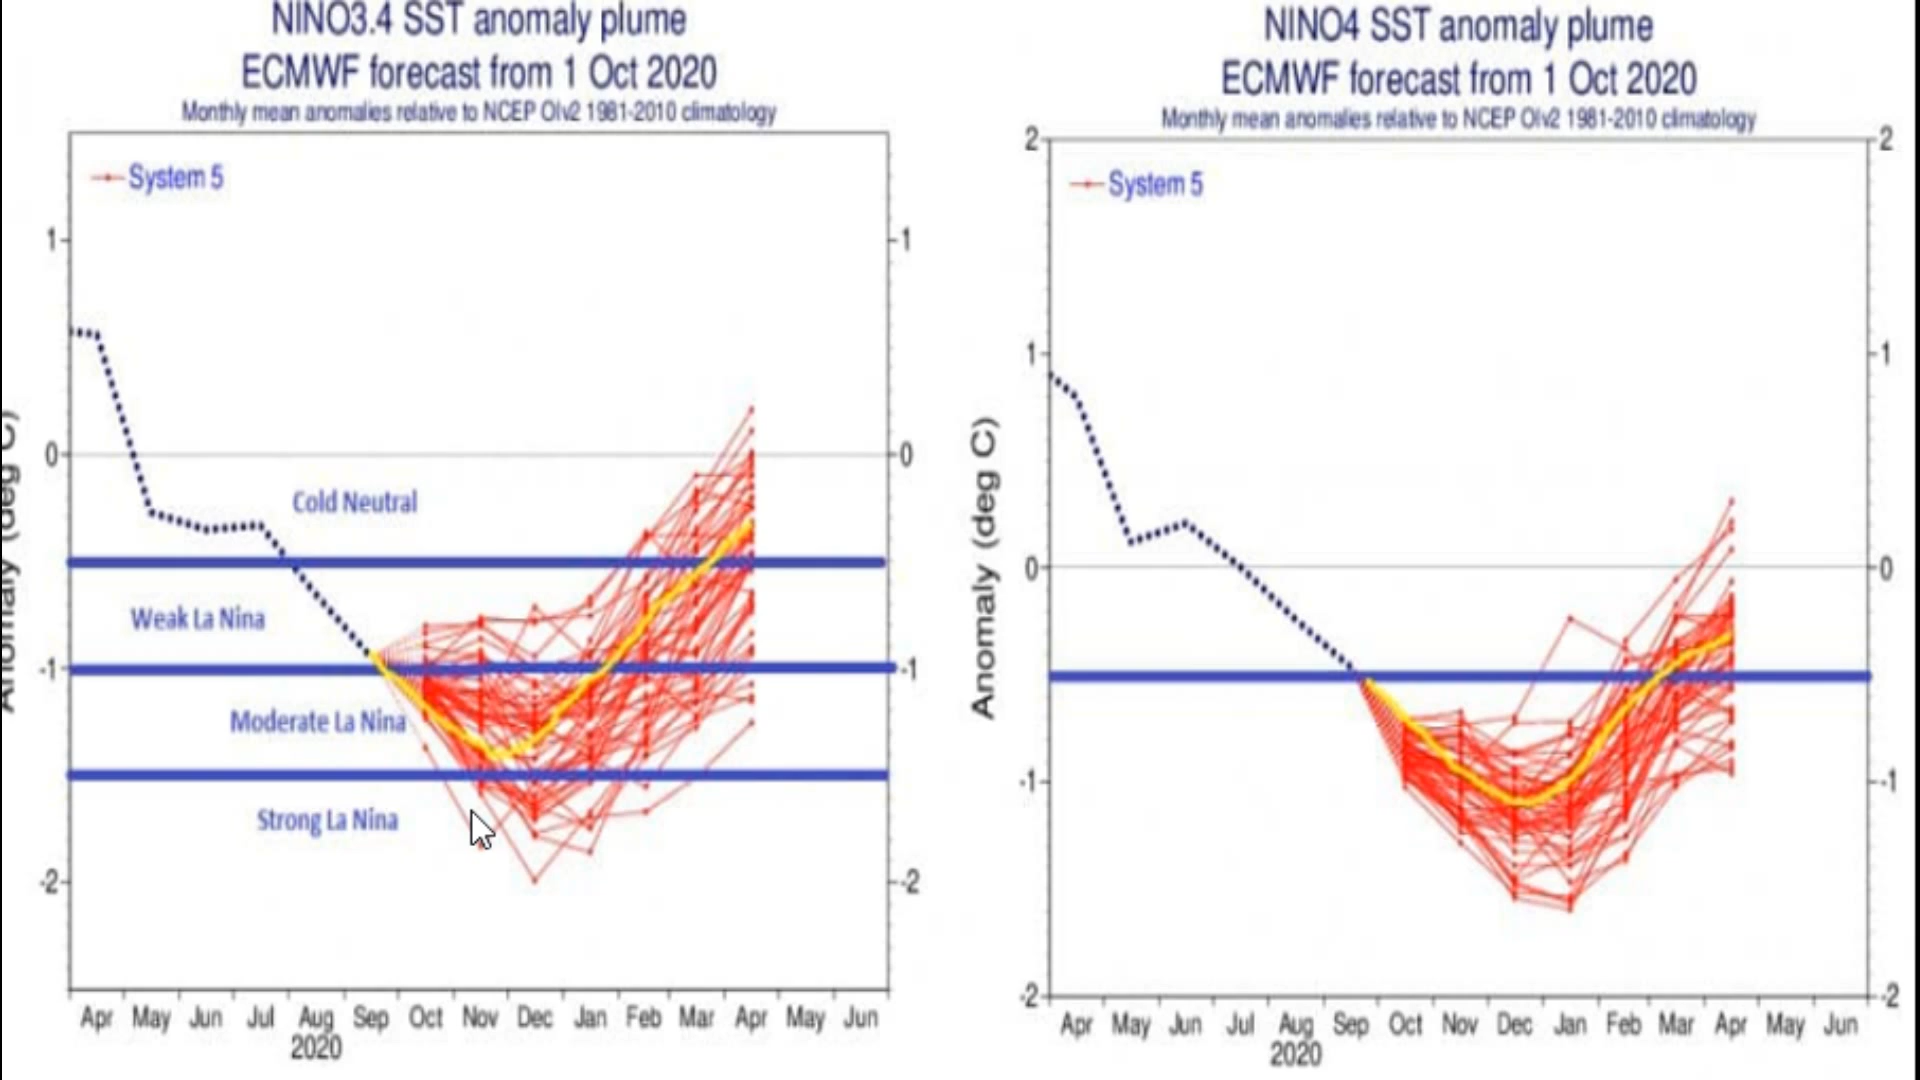 NINO3.4 SST anomaly plume
ECMWF forecast from 1 Oct 2020
Monthly mean anomalies relative to NCEP OIv2 1981-2010 climatology
System 5
1
1
0
0
Cold Neutral
Weak La Nina
-1
-1
Moderate La Nina
Strong La Nina
-2
-2
Anomaly (deg C)
Apr May Jun Jul Aug Sep Oct Nov Dec Jan Feb Mar Apr May Jun
2020
NINO4 SST anomaly plume
ECMWF forecast from 1 Oct 2020
Monthly mean anomalies relative to NCEP OIv2 1981-2010 climatology
2
2
System 5
1
1
0
0
-1
-1
-2
-2
Anomaly (deg C)
Apr May Jun Jul Aug Sep Oct Nov Dec Jan Feb Mar Apr May Jun
2020